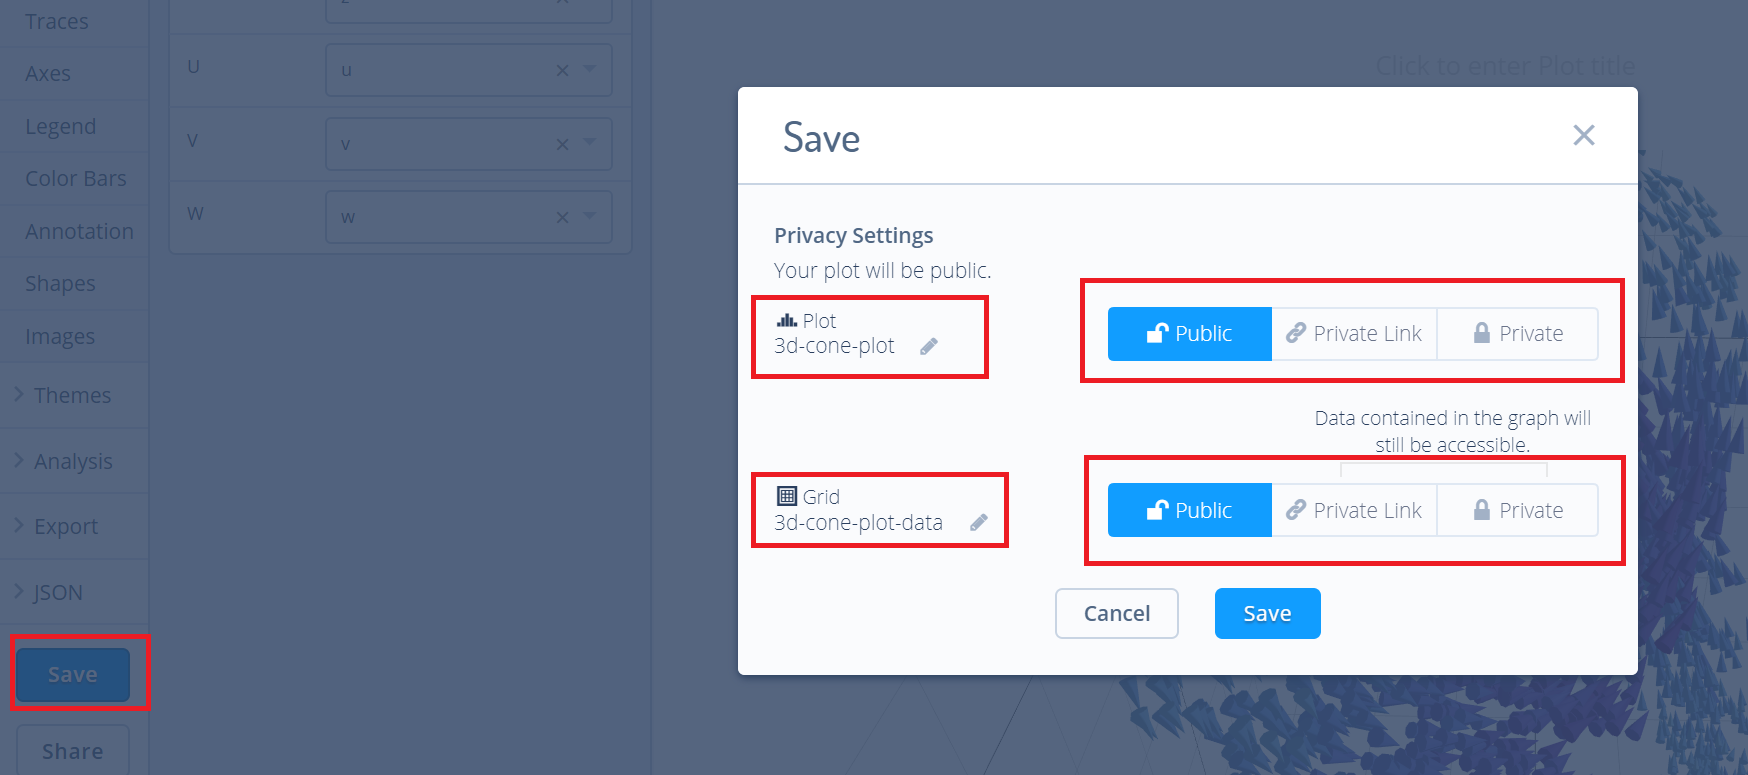 Traces
Axes
Legend
Color Bars
Annotation
Shapes
Images
Themes
Analysis
Export
JSON
Save
Share
U
u
V
v
W
w
Click to enter Plot title
Save
Privacy Settings
Your plot will be public.
Plot
3d-cone-plot
Public
Private Link
Private
Data contained in the graph will
still be accessible.
Grid
3d-cone-plot-data
Public
Private Link
Private
Cancel
Save